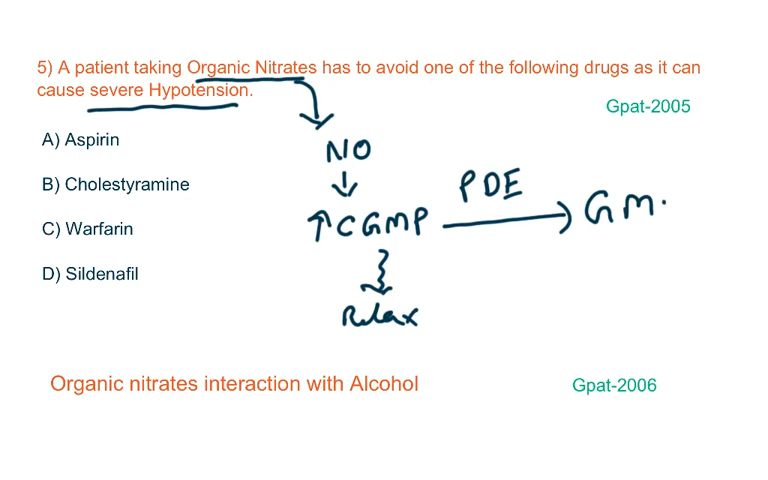 5) A patient taking Organic Nitrates has to avoid one of the following drugs as it can
cause severe Hypotension.
Gpat-2005
A) Aspirin
B) Cholestyramine
C) Warfarin
D) Sildenafil
NO
↓
↑CGMP
PDE
→ GM.
Relax
Organic nitrates interaction with Alcohol
Gpat-2006